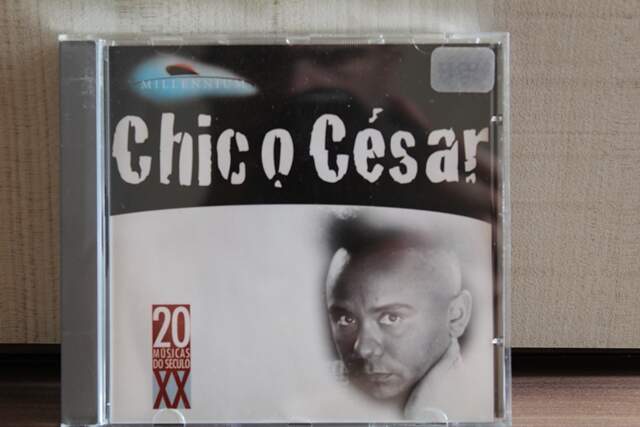 MILLENNIUM
Chico César
20
MÚSICAS
DO SÉCULO
XX